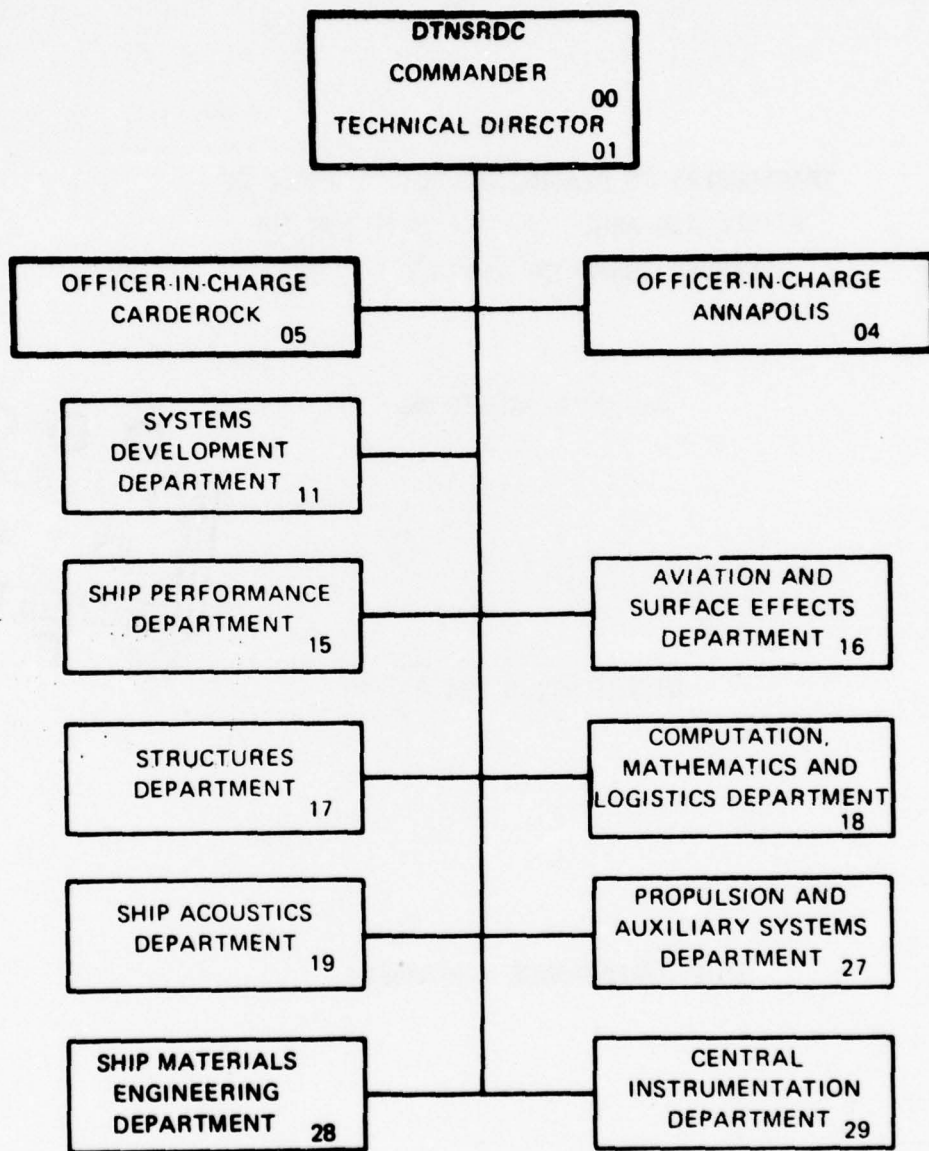 DTNSRDC
COMMANDER
00
TECHNICAL DIRECTOR
01
OFFICER-IN-CHARGE
CARDEROCK
05
OFFICER-IN-CHARGE
ANNAPOLIS
04
SYSTEMS
DEVELOPMENT
DEPARTMENT
11
SHIP PERFORMANCE
DEPARTMENT
15
AVIATION AND
SURFACE EFFECTS
DEPARTMENT
16
STRUCTURES
DEPARTMENT
17
COMPUTATION,
MATHEMATICS AND
LOGISTICS DEPARTMENT
18
SHIP ACOUSTICS
DEPARTMENT
19
PROPULSION AND
AUXILIARY SYSTEMS
DEPARTMENT
27
SHIP MATERIALS
ENGINEERING
DEPARTMENT
28
CENTRAL
INSTRUMENTATION
DEPARTMENT
29